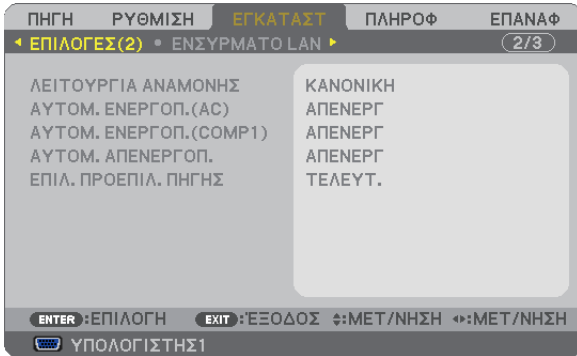 ΠΗΓΗ ΡΥΘΜΙΣΗ ΕΓΚΑΤΑΣΤ ΠΛΗΡΟΦ ΕΠΑΝΑΦ
ΕΠΙΛΟΓΕΣ(2) • ΕΝΣΥΡΜΑΤΟ LAN 2/3
ΛΕΙΤΟΥΡΓΙΑ ΑΝΑΜΟΝΗΣ ΚΑΝΟΝΙΚΗ
ΑΥΤΟΜ. ΕΝΕΡΓΟΠ.(AC) ΑΠΕΝΕΡΓ
ΑΥΤΟΜ. ΕΝΕΡΓΟΠ.(COMP1) ΑΠΕΝΕΡΓ
ΑΥΤΟΜ. ΑΠΕΝΕΡΓΟΠ. ΑΠΕΝΕΡΓ
ΕΠΙΛ. ΠΡΟΕΠΙΛ. ΠΗΓΗΣ ΤΕΛΕΥΤ.
ENTER :ΕΠΙΛΟΓΗ EXIT :ΈΞΟΔΟΣ :ΜΕΤ/ΝΗΣΗ :ΜΕΤ/ΝΗΣΗ
ΥΠΟΛΟΓΙΣΤΗΣ1